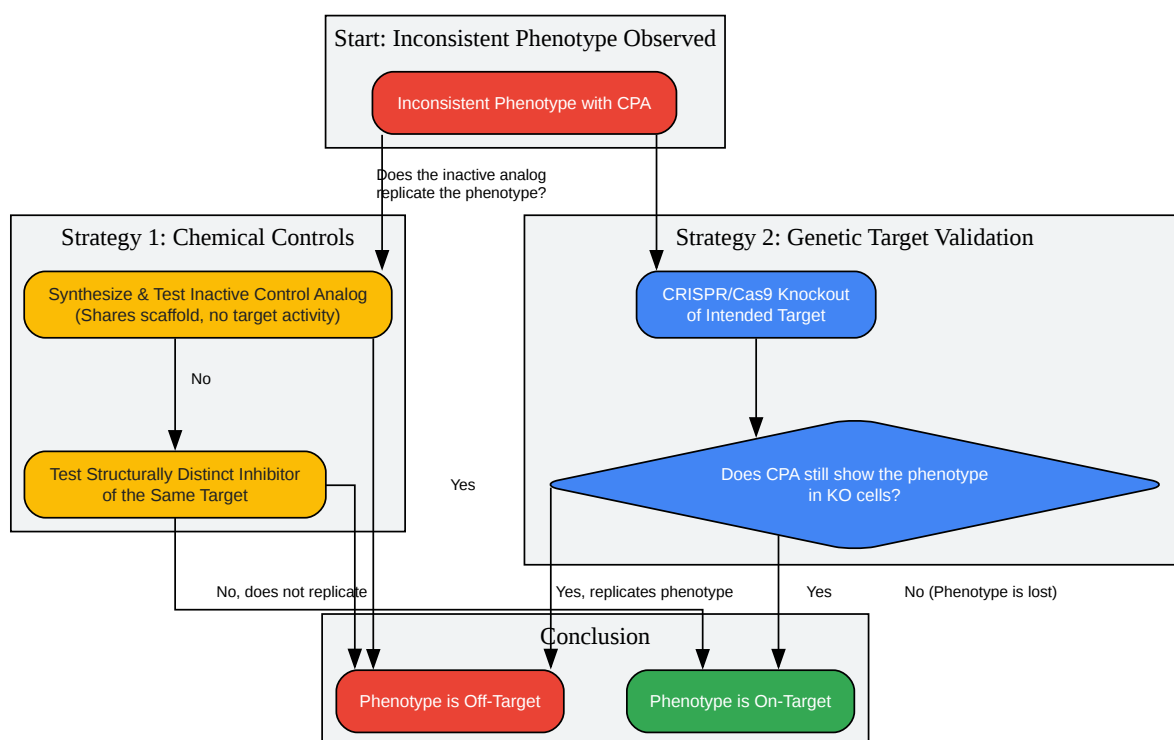 Start: Inconsistent Phenotype Observed
Inconsistent Phenotype with CPA
Does the inactive analog
replicate the phenotype?
Strategy 1: Chemical Controls
Synthesize & Test Inactive Control Analog
(Shares scaffold, no target activity)
No
Test Structurally Distinct Inhibitor
of the Same Target
Strategy 2: Genetic Target Validation
CRISPR/Cas9 Knockout
of Intended Target
Does CPA still show the phenotype
in KO cells?
Yes
No, does not replicate
Yes, replicates phenotype
Yes
No (Phenotype is lost)
Conclusion
Phenotype is Off-Target
Phenotype is On-Target